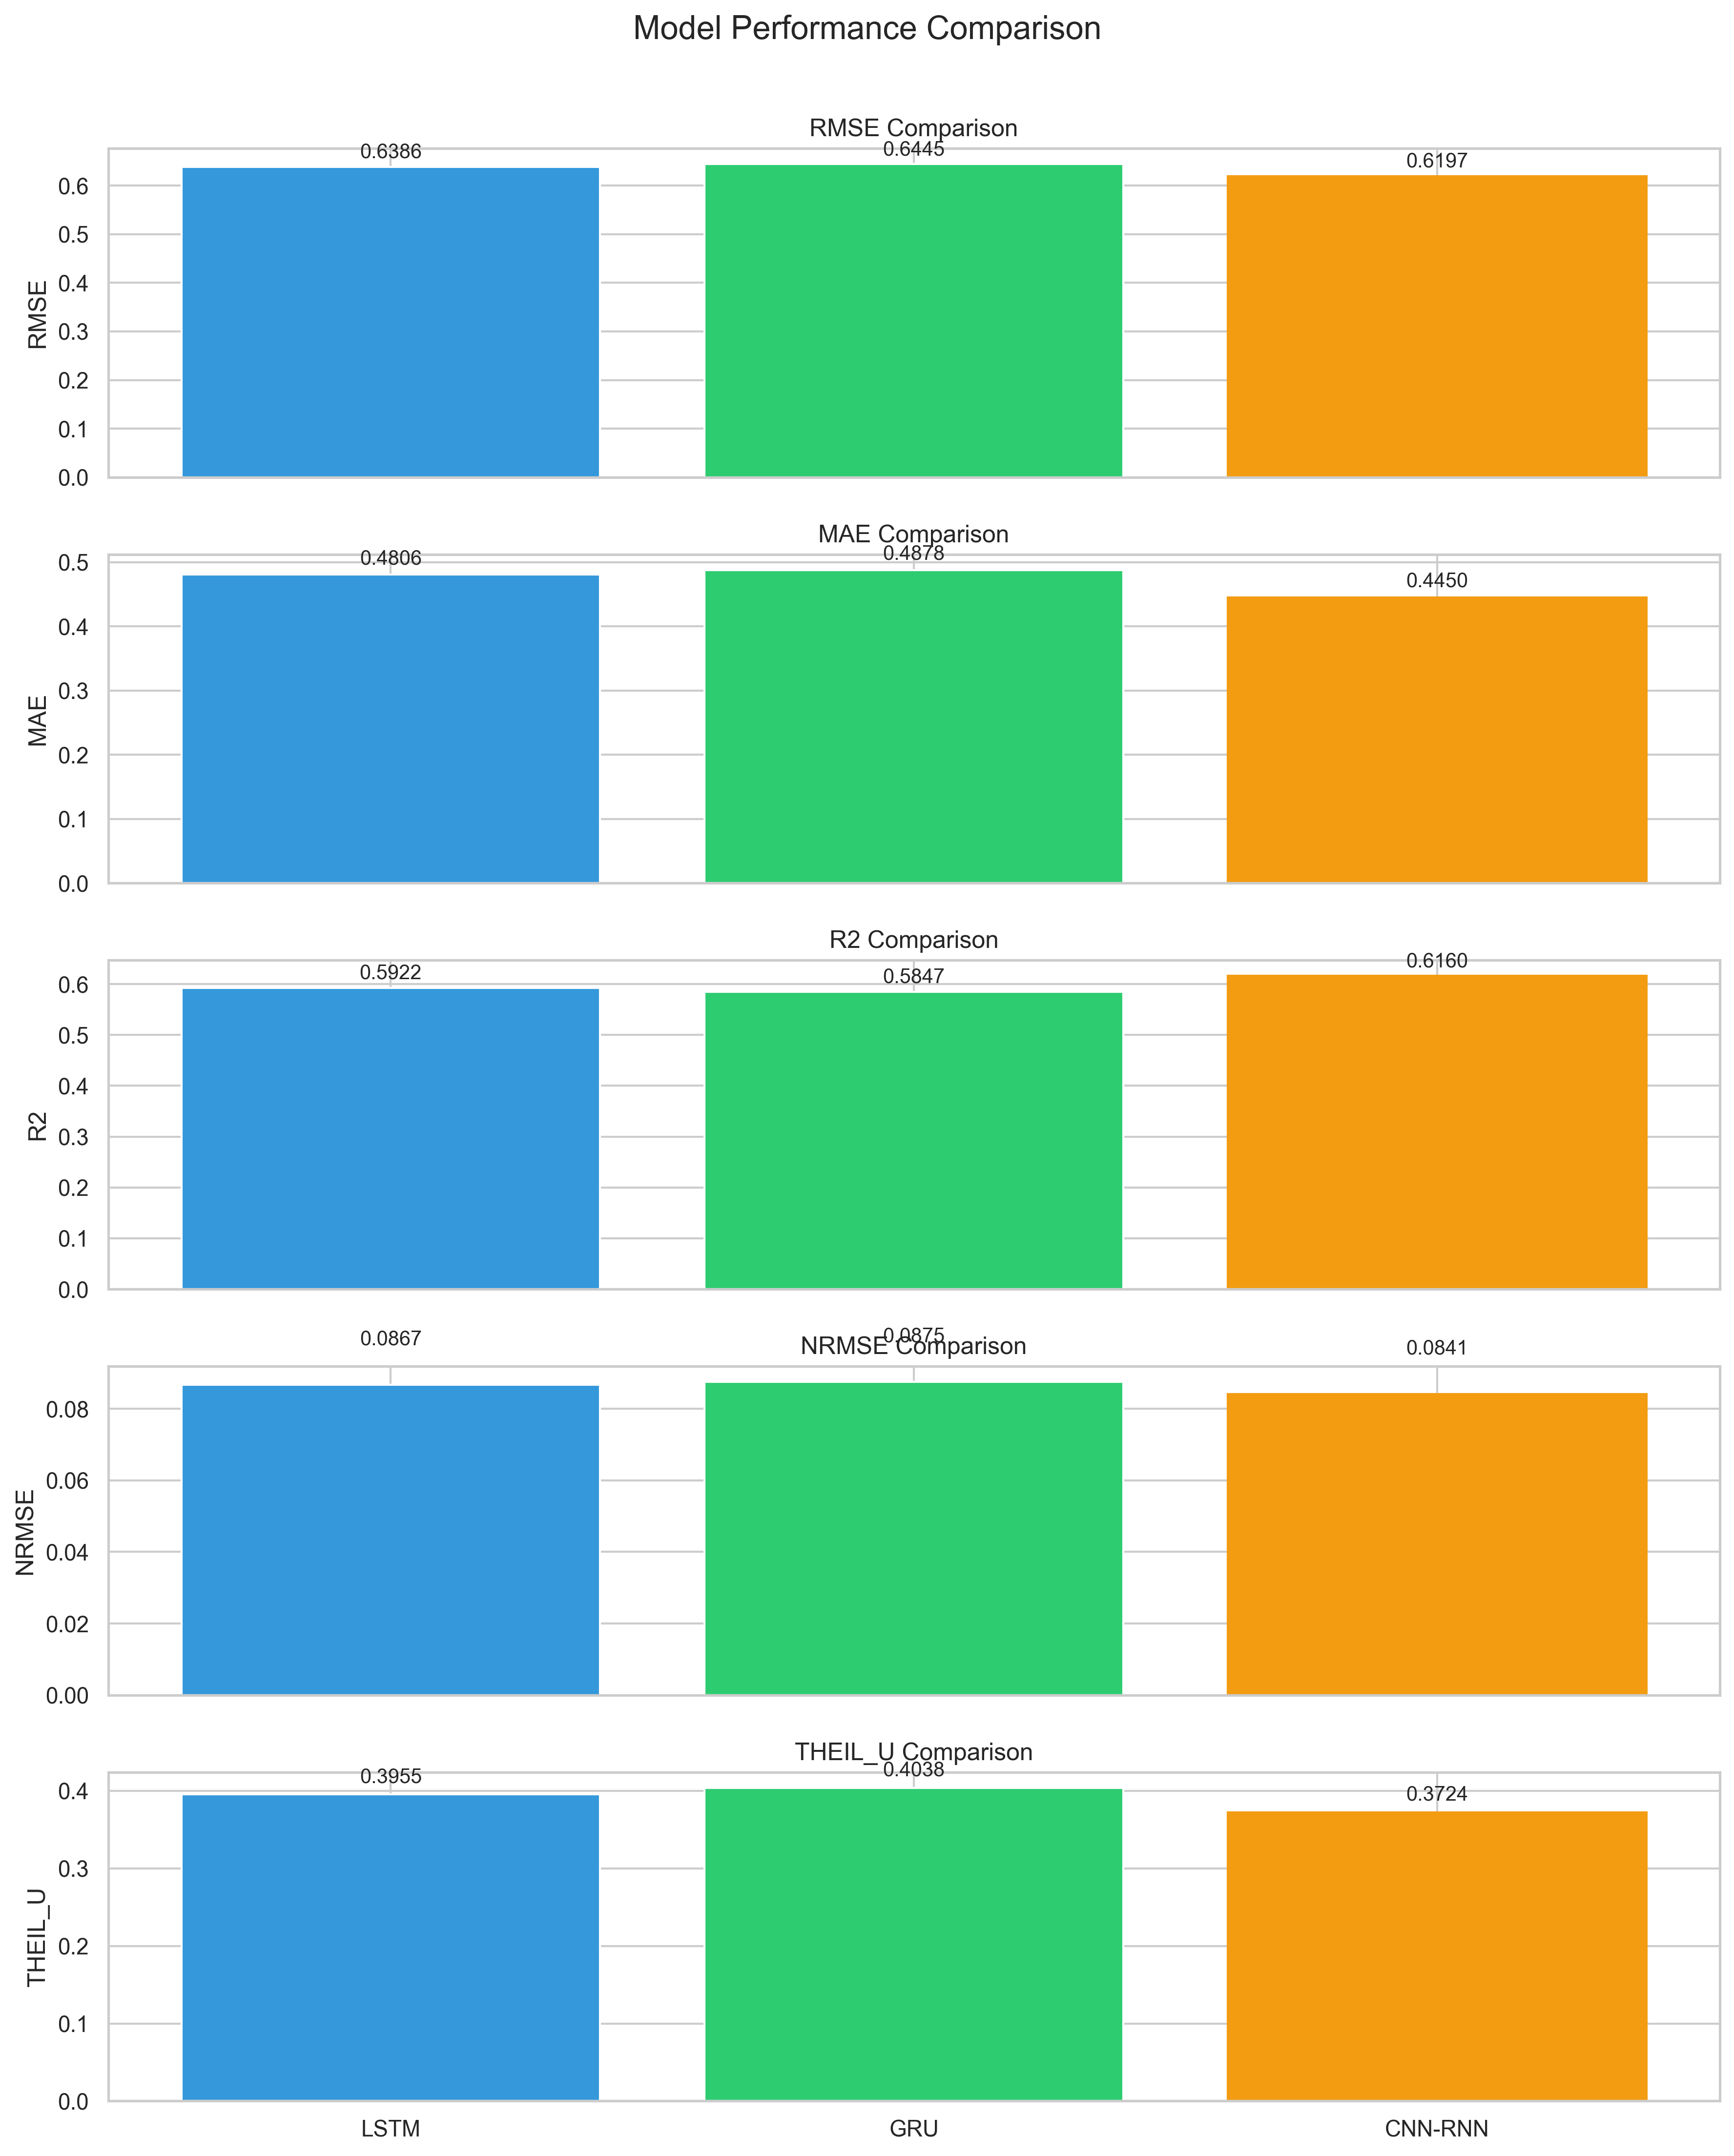 Model Performance Comparison
RMSE Comparison
0.6386 0.6445 0.6197
0.6
0.5
0.4
0.3
0.2
0.1
0.0
RMSE
MAE Comparison
0.4806 0.4878 0.4450
0.5
0.4
0.3
0.2
0.1
0.0
MAE
R2 Comparison
0.5922 0.5847 0.6160
0.6
0.5
0.4
0.3
0.2
0.1
0.0
R2
NRMSE Comparison
0.0867 0.0875 0.0841
0.08
0.06
0.04
0.02
0.00
NRMSE
THEIL_U Comparison
0.3955 0.4038 0.3724
0.4
0.3
0.2
0.1
0.0
THEIL_U
LSTM GRU CNN-RNN